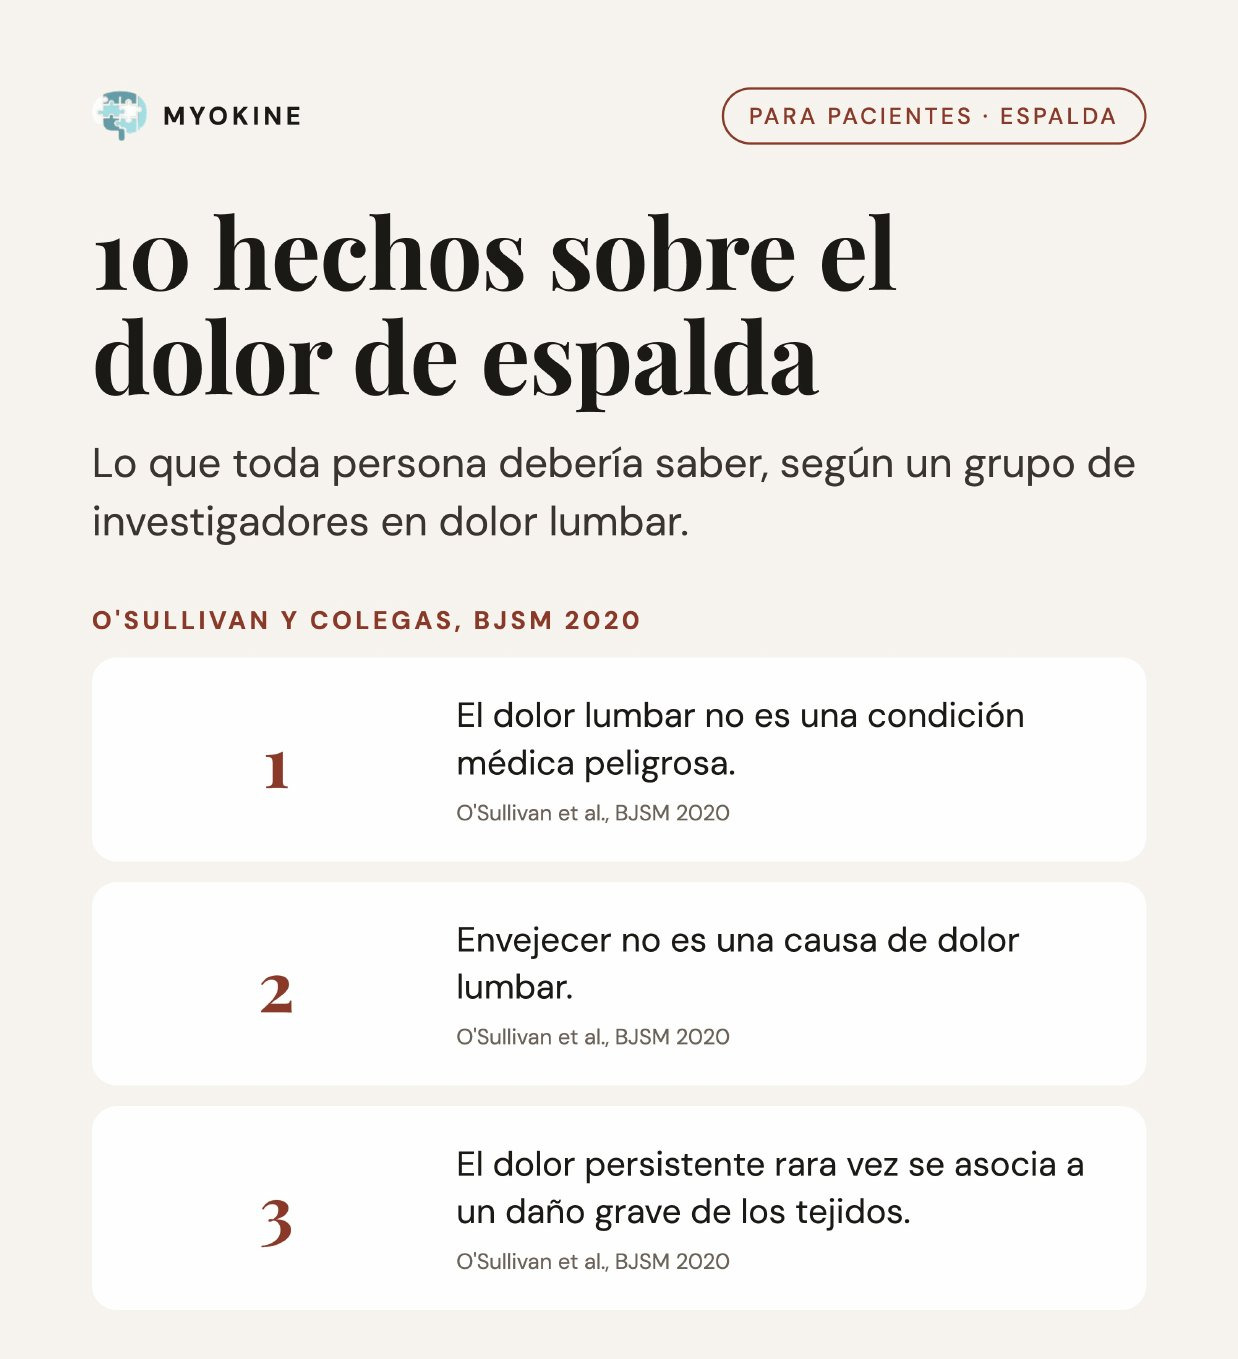 MYOKINE
PARA PACIENTES · ESPALDA
10 hechos sobre el
dolor de espalda
Lo que toda persona debería saber, según un grupo de
investigadores en dolor lumbar.
O'SULLIVAN Y COLEGAS, BJSM 2020
1
El dolor lumbar no es una condición
médica peligrosa.
O'Sullivan et al., BJSM 2020
2
Envejecer no es una causa de dolor
lumbar.
O'Sullivan et al., BJSM 2020
3
El dolor persistente rara vez se asocia a
un daño grave de los tejidos.
O'Sullivan et al., BJSM 2020